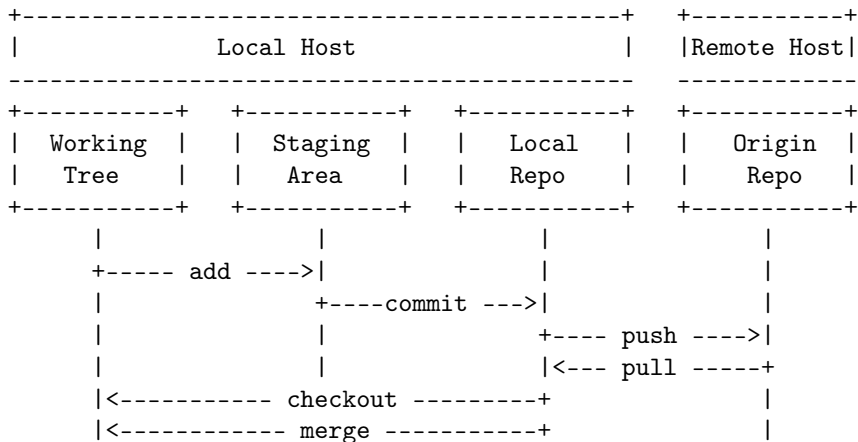 +-------------------------------------------+   +-----------+
|             Local Host                   |   |Remote Host|
-------------------------------------------   -------------
+-----------+   +-----------+   +-----------+   +-----------+
|  Working  |   |  Staging  |   |   Local   |   |   Origin  |
|   Tree    |   |   Area    |   |   Repo    |   |    Repo   |
+-----------+   +-----------+   +-----------+   +-----------+
      |               |               |               |
      +----- add ---->|               |               |
      |               +----commit --->|               |
      |               |               +---- push ---->|
      |               |               |<--- pull -----+
      |<----------- checkout ---------+               |
      |<------------ merge -----------+               |